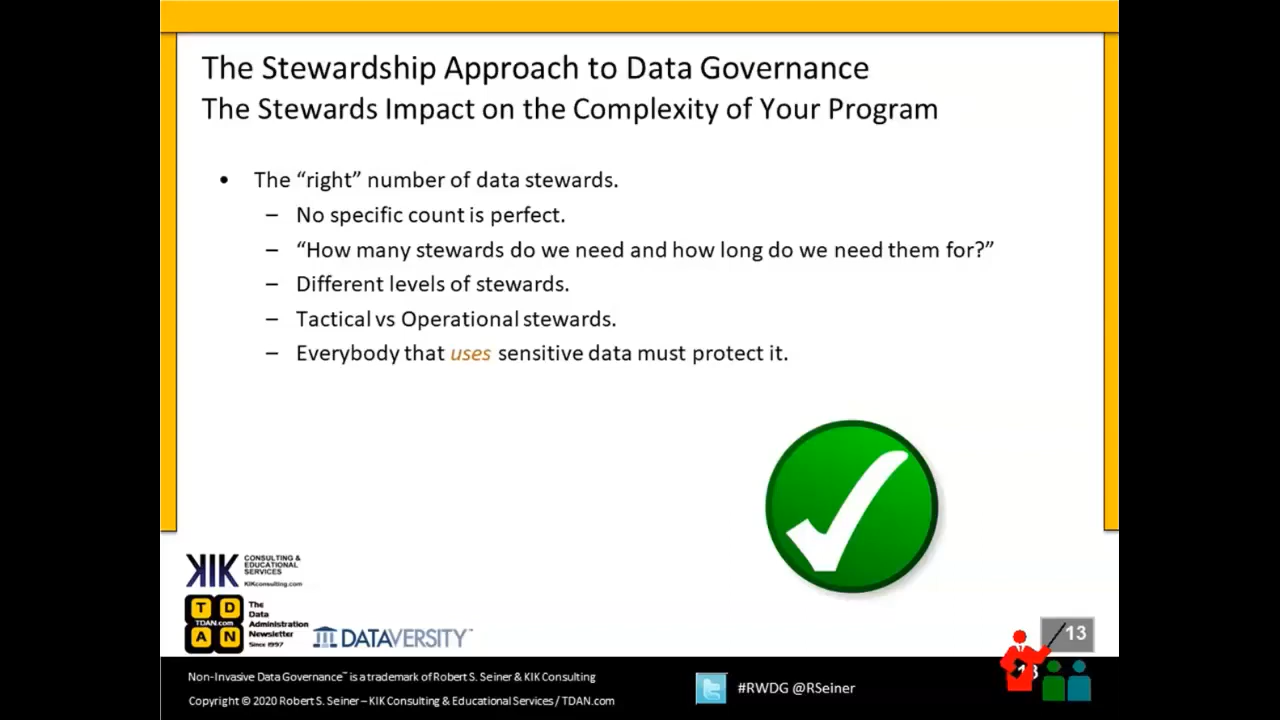 The Stewardship Approach to Data Governance
The Stewards Impact on the Complexity of Your Program
• The “right” number of data stewards.
– No specific count is perfect.
– “How many stewards do we need and how long do we need them for?”
– Different levels of stewards.
– Tactical vs Operational stewards.
– Everybody that uses sensitive data must protect it.
KIK CONSULTING &
EDUCATIONAL
SERVICES
KIKconsulting.com
T D
TDAN.com
A N
The
Data
Administration
Newsletter
Since 1997
DATAVERSITY™
13
Non-Invasive Data Governance™ is a trademark of Robert S. Seiner & KIK Consulting
Copyright © 2020 Robert S. Seiner – KIK Consulting & Educational Services / TDAN.com
#RWDG @RSeiner